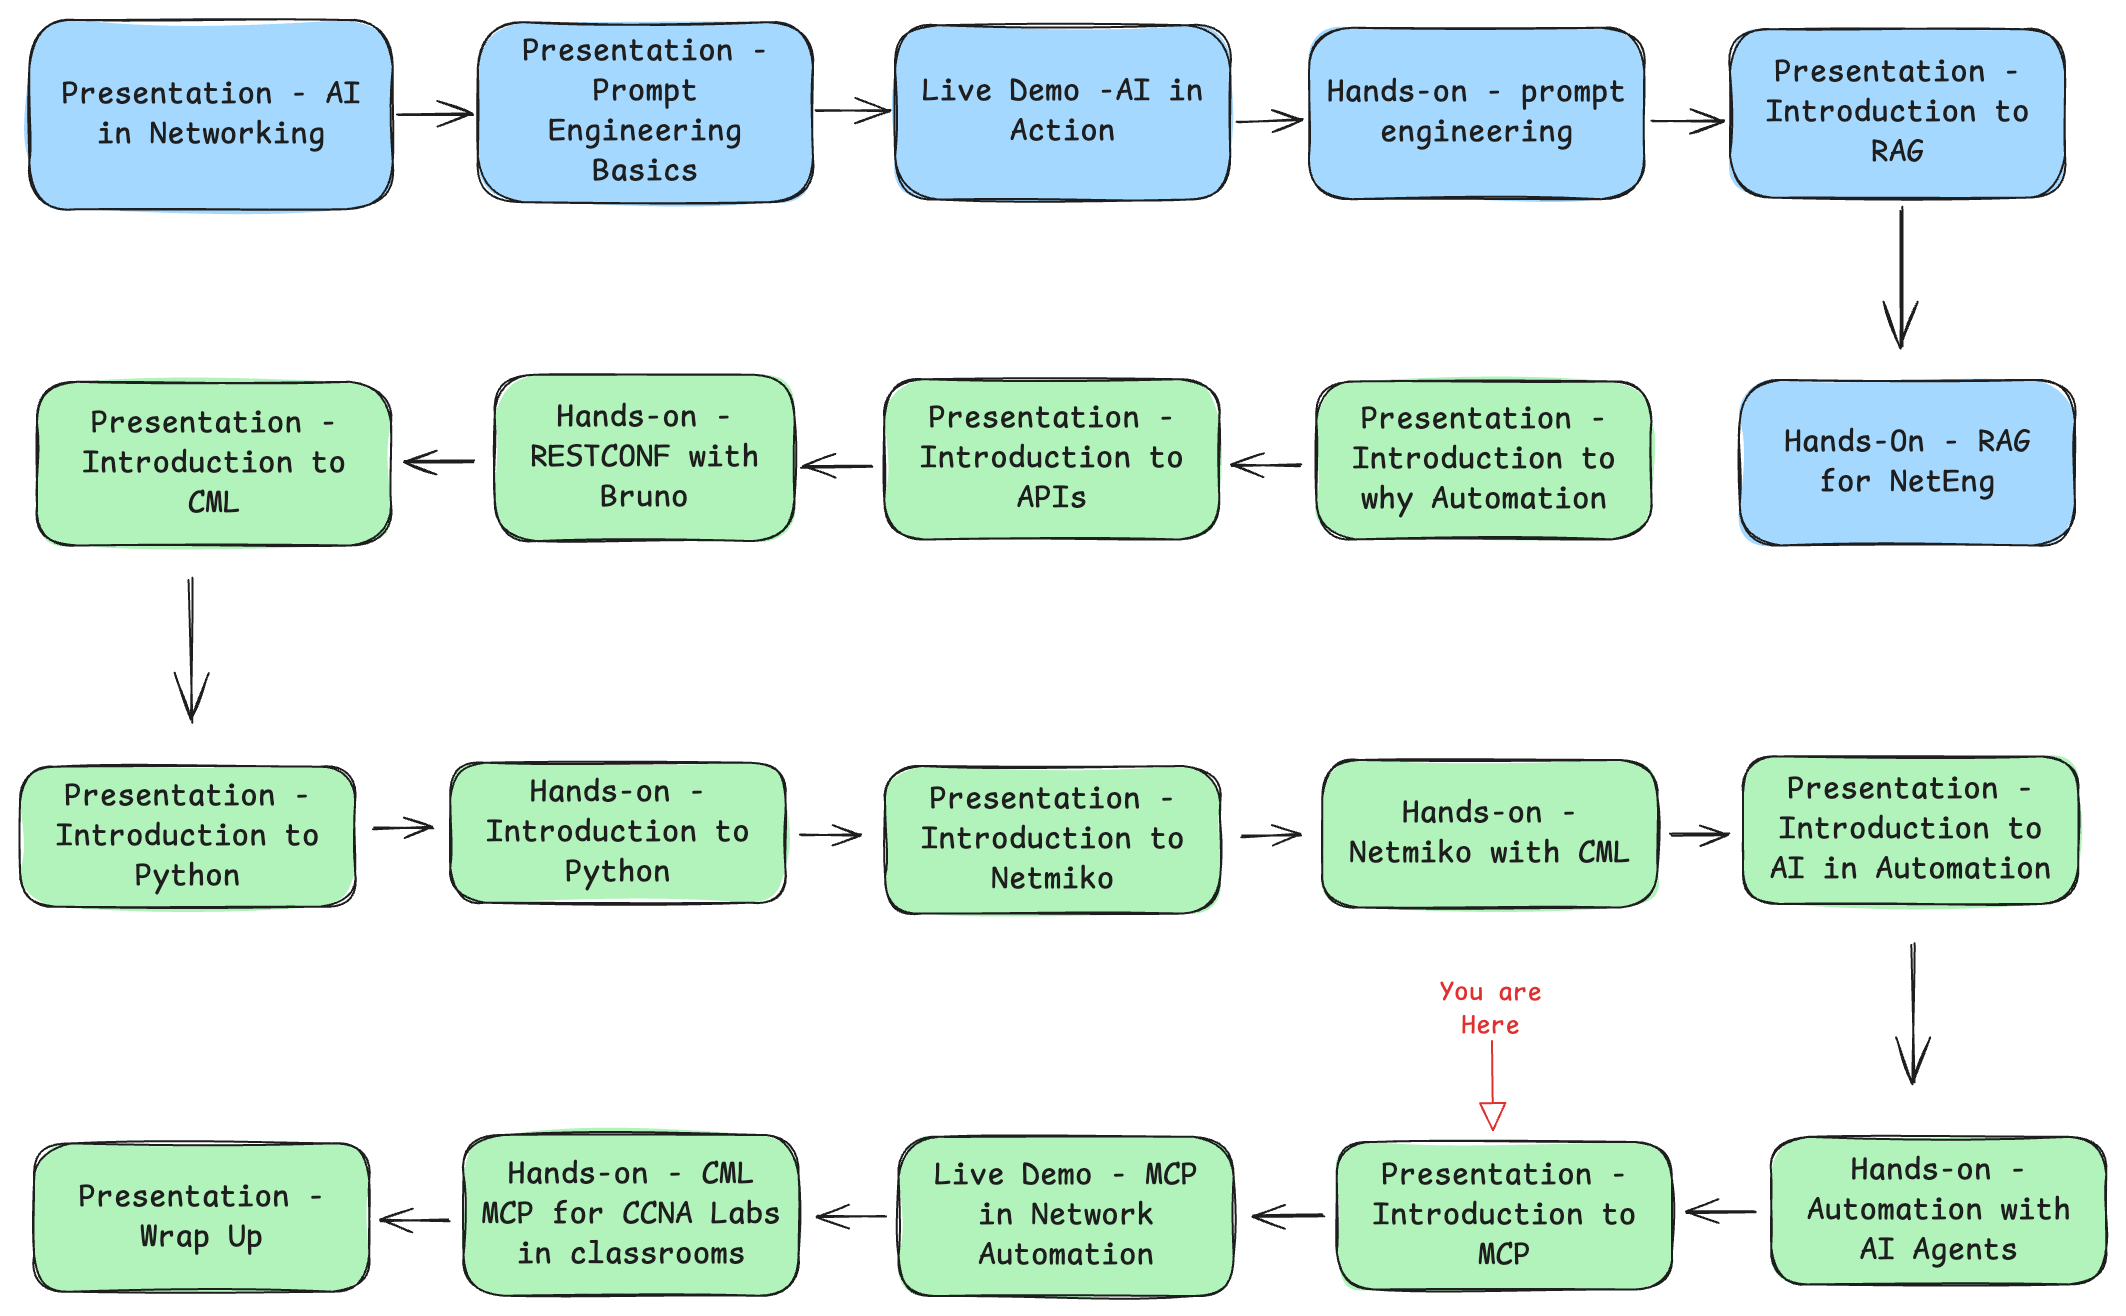 Presentation - AI
in Networking
Presentation -
Prompt
Engineering
Basics
Live Demo -AI in
Action
Hands-on - prompt
engineering
Presentation -
Introduction to
RAG
Hands-On - RAG
for NetEng
Presentation -
Introduction to
why Automation
Presentation -
Introduction to
APIs
Hands-on -
RESTCONF with
Bruno
Presentation -
Introduction to
CML
Presentation -
Introduction to
Python
Hands-on -
Introduction to
Python
Presentation -
Introduction to
Netmiko
Hands-on -
Netmiko with CML
Presentation -
Introduction to
AI in Automation
You are
Here
Hands-on -
Automation with
AI Agents
Presentation -
Introduction to
MCP
Live Demo - MCP
in Network
Automation
Hands-on - CML
MCP for CCNA Labs
in classrooms
Presentation -
Wrap Up